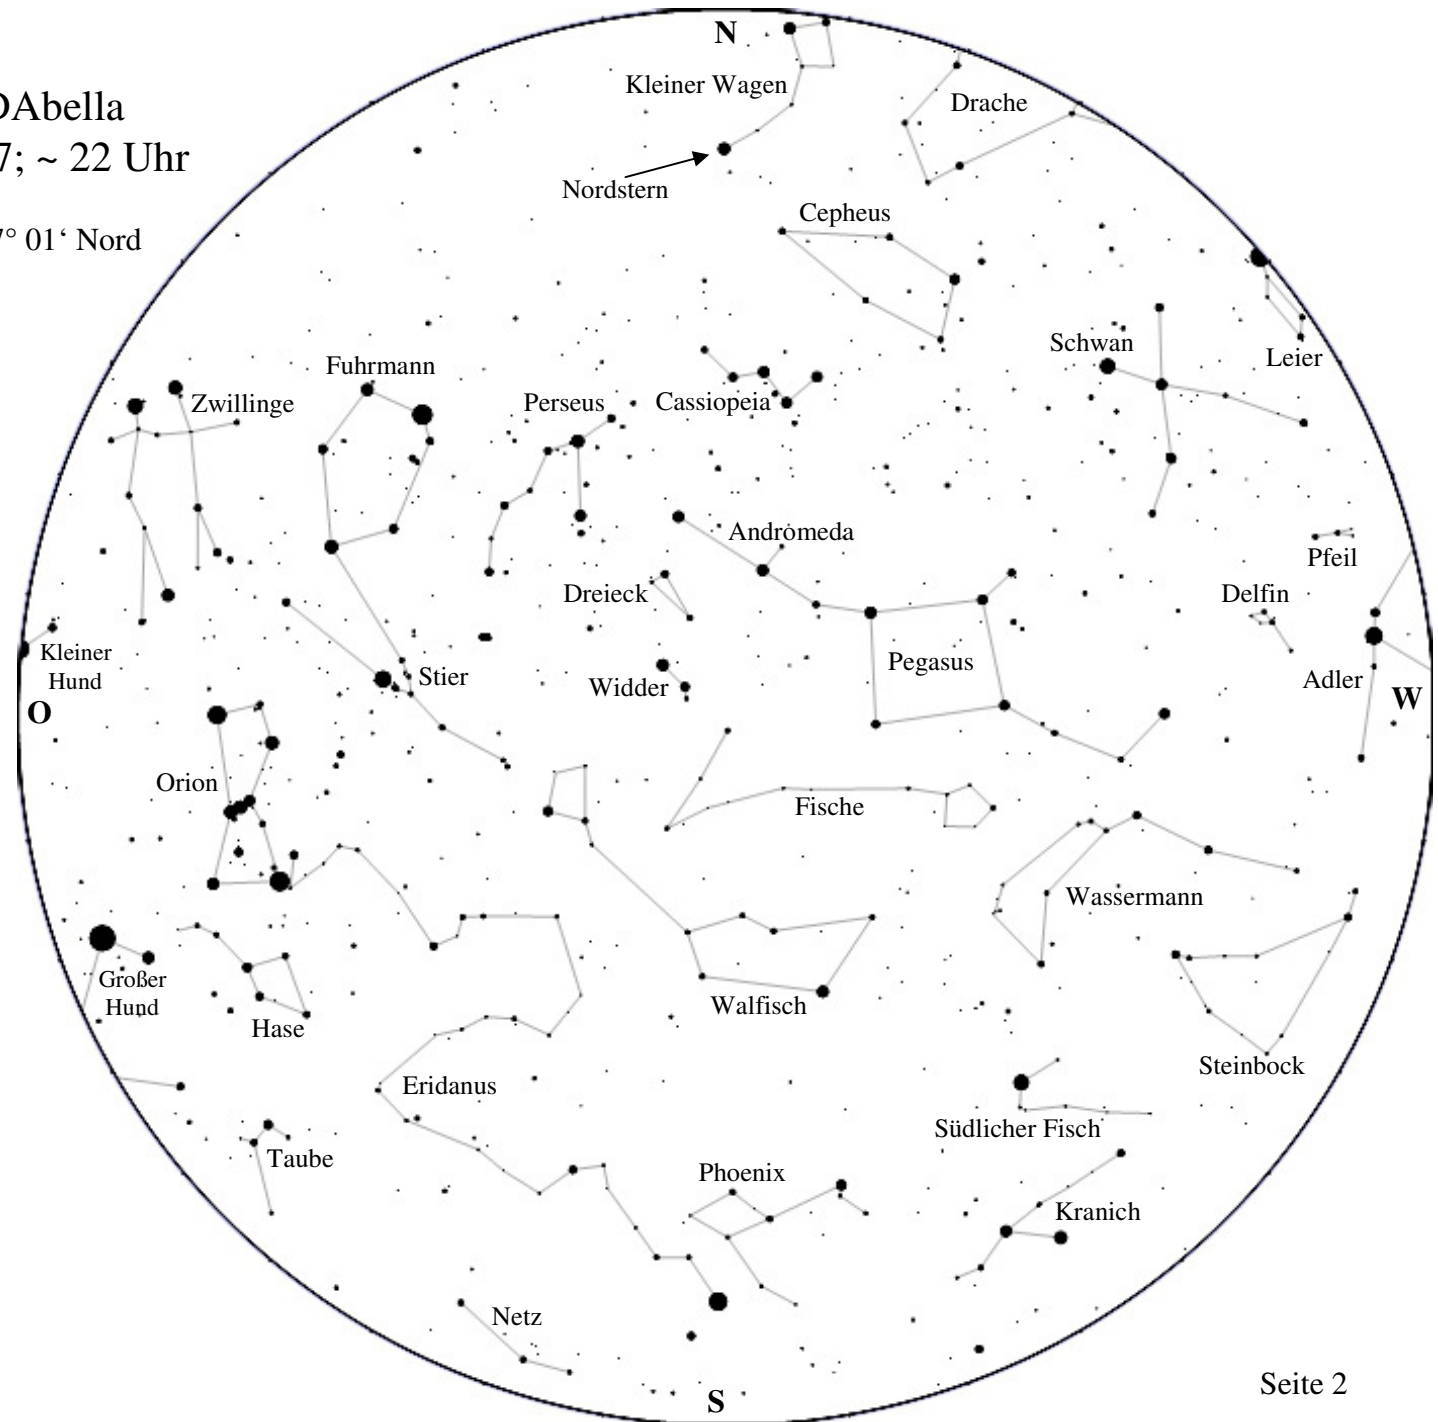 N
Kleiner Wagen
DAbella
Drache
7; ~ 22 Uhr
Nordstern
Cepheus
7° 01‘ Nord
Schwan
Leier
Fuhrmann
Zwillinge
Perseus
Cassiopeia
Andromeda
Pfeil
Dreieck
Delfin
Kleiner
Hund
Stier
Widder
Pegasus
Adler
O
W
Orion
Fische
Wassermann
Großer
Hund
Hase
Walfisch
Steinbock
Eridanus
Südlicher Fisch
Taube
Phoenix
Kranich
Netz
Seite 2
S